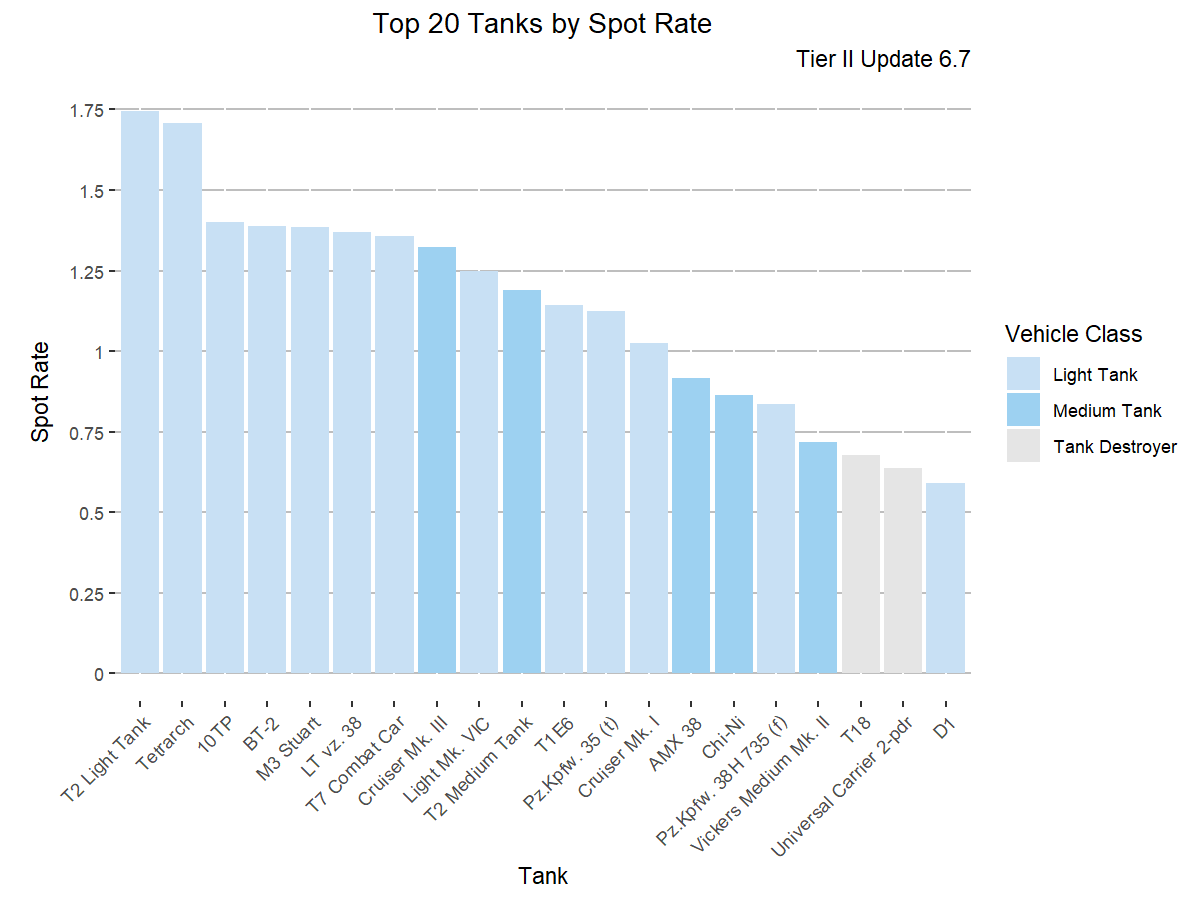 Top 20 Tanks by Spot Rate
Tier II Update 6.7
1.75
1.5
1.25
1
0.75
0.5
0.25
0
Spot Rate
T2 Light Tank
Tetrarch
10TP
BT-2
M3 Stuart
LT vz. 38
T7 Combat Car
Cruiser Mk. III
Light Mk. VIC
T2 Medium Tank
T1E6
Pz.Kpfw. 35 (t)
Cruiser Mk. I
AMX 38
Chi-Ni
Pz.Kpfw. 38 H 735 (f)
Vickers Medium Mk. II
T18
Universal Carrier 2-pdr
D1
Tank
Vehicle Class
Light Tank
Medium Tank
Tank Destroyer